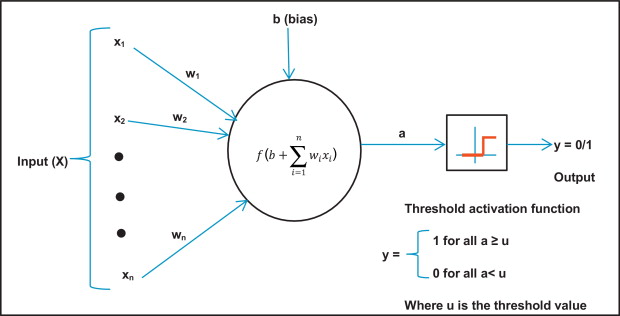 b (bias)
x₁
w₁
x₂
w₂
Input (X)
f(b + ∑ⁿᵢ₌₁ wᵢxᵢ)
a
y = 0/1
Output
wₙ
xₙ
Threshold activation function
y =
1 for all a ≥ u
0 for all a< u
Where u is the threshold value